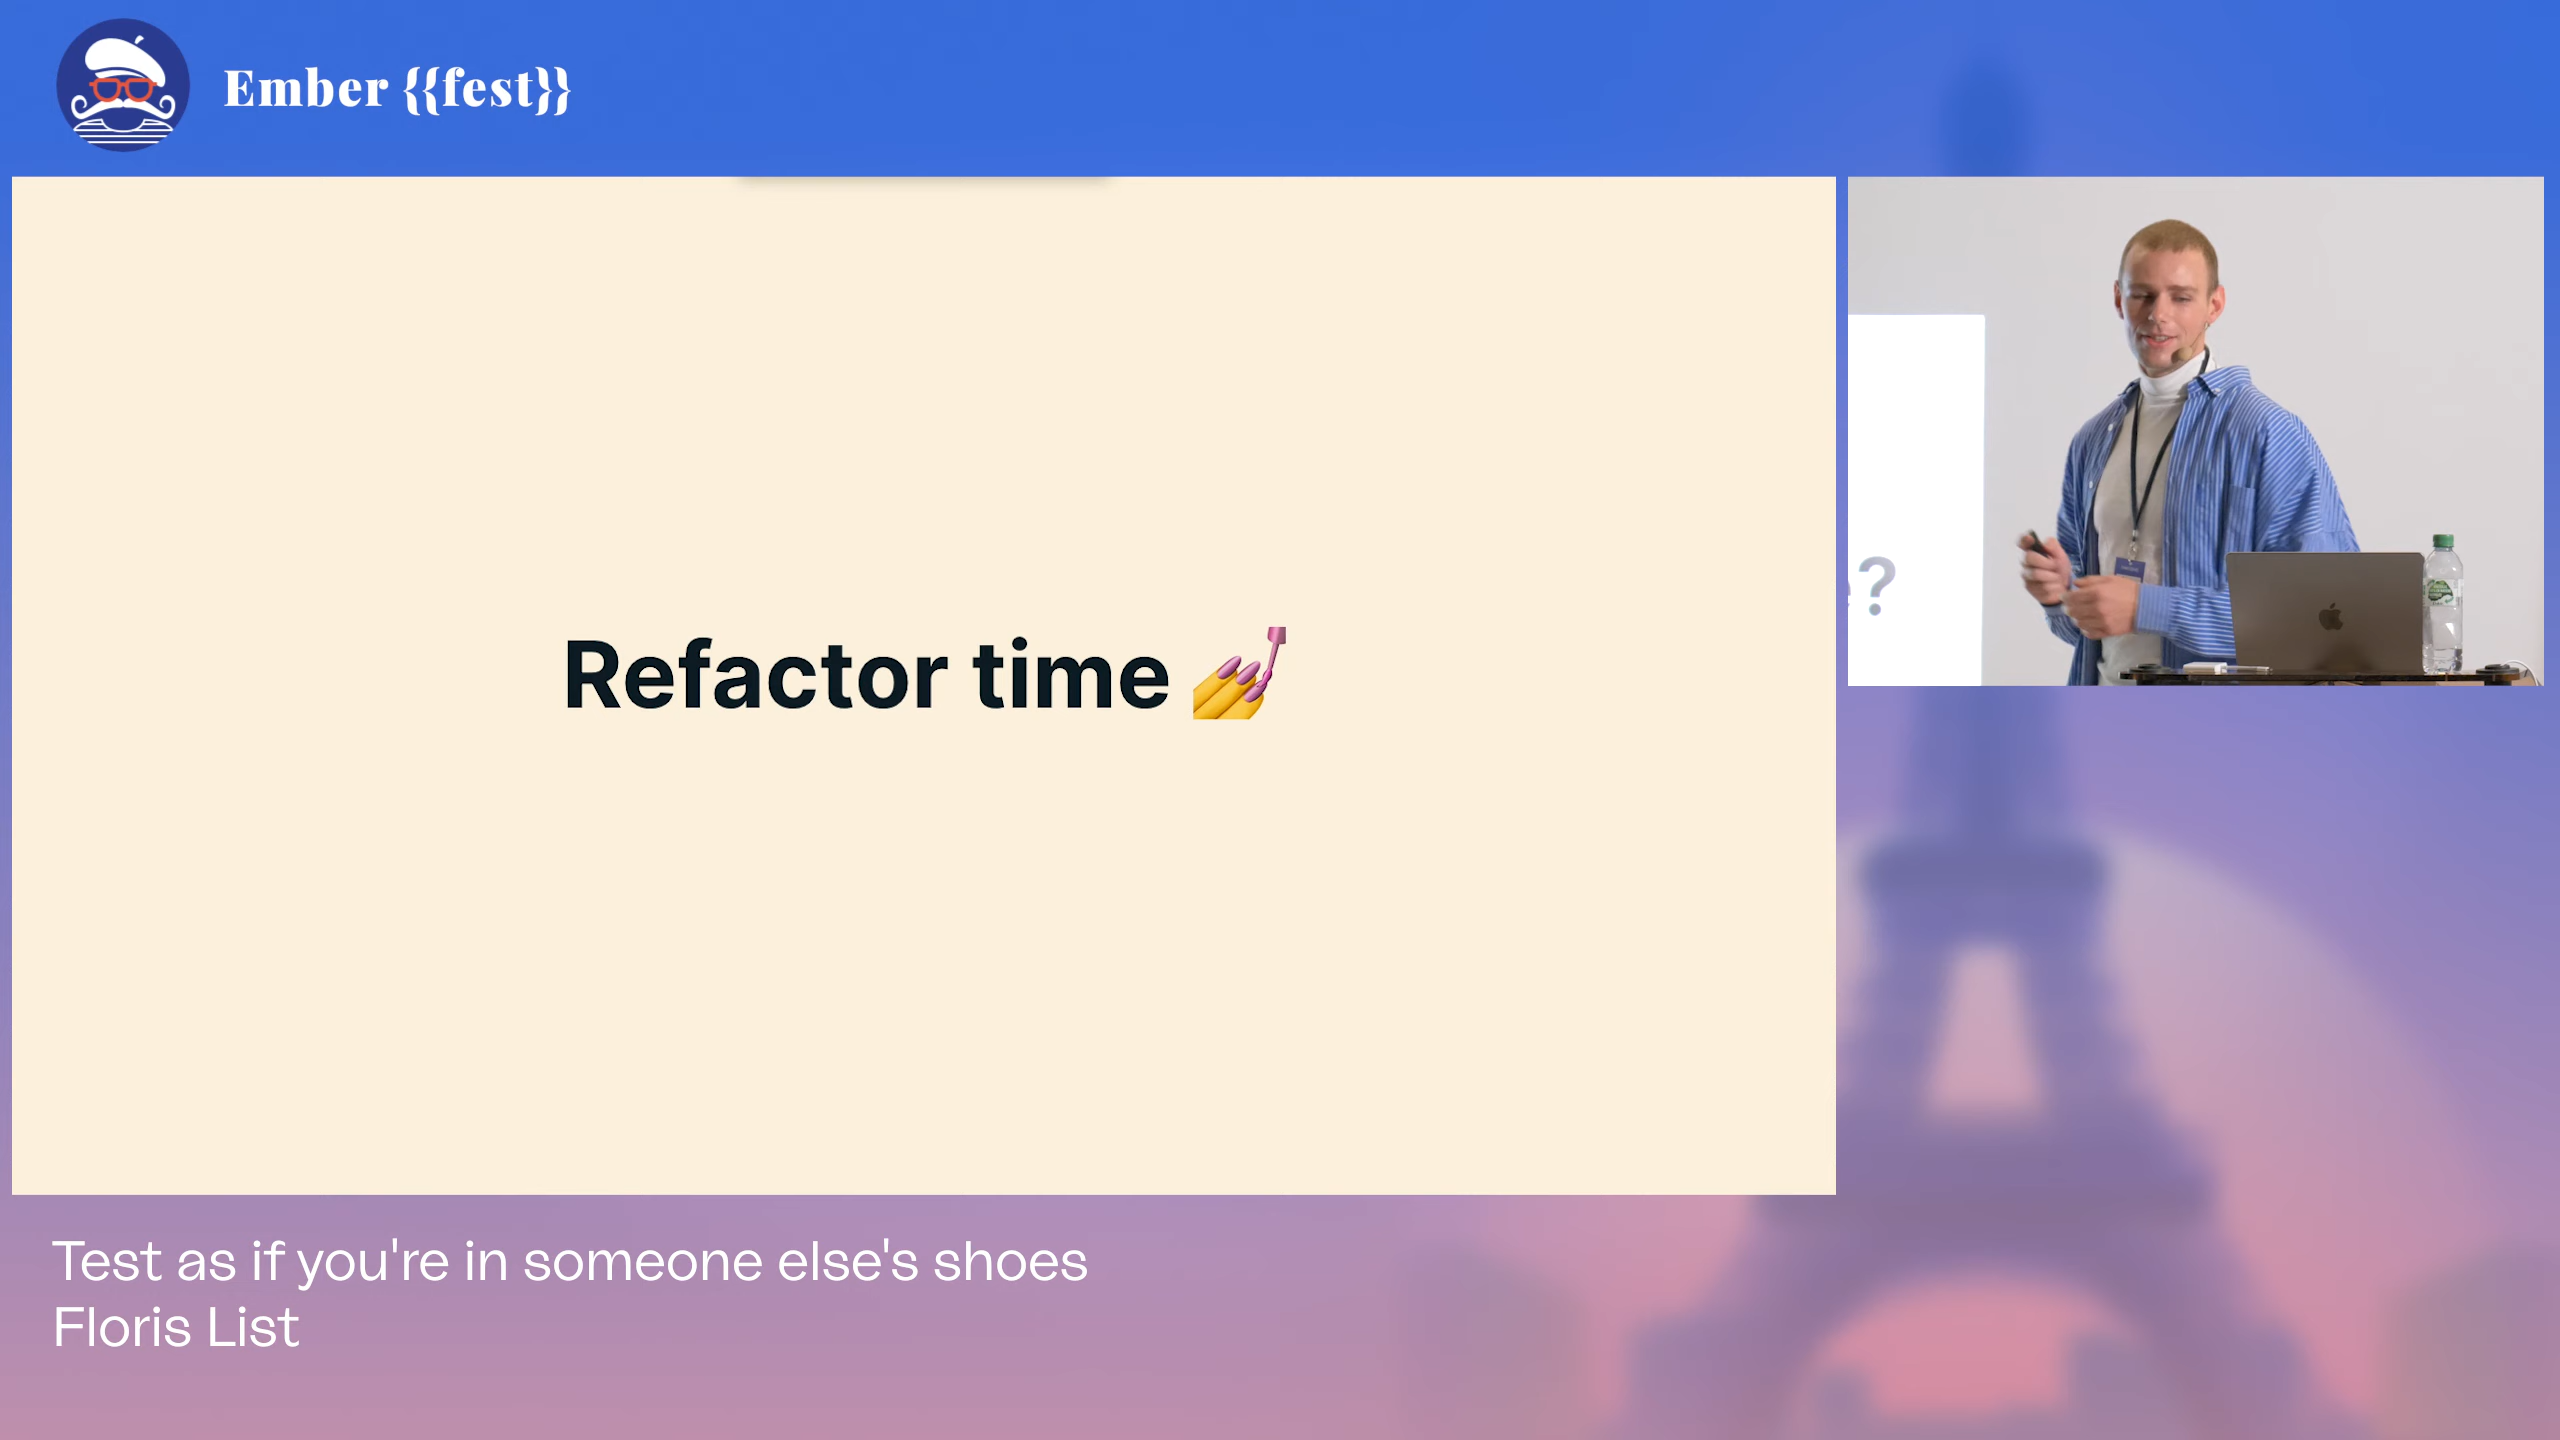 Ember {{fest}}
Refactor time 💅
?
Test as if you're in someone else's shoes
Floris List